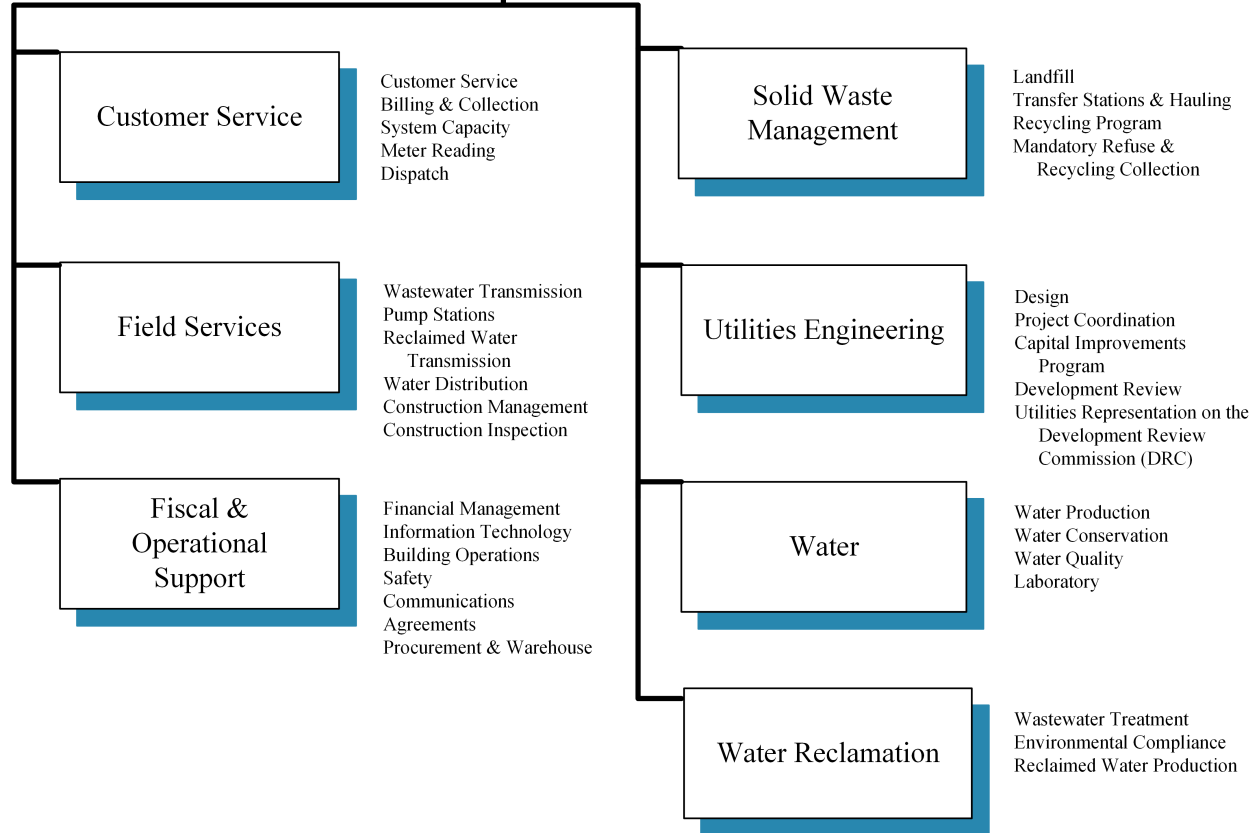 Customer Service
Customer Service
Billing & Collection
System Capacity
Meter Reading
Dispatch
Field Services
Wastewater Transmission
Pump Stations
Reclaimed Water
Transmission
Water Distribution
Construction Management
Construction Inspection
Fiscal &
Operational
Support
Financial Management
Information Technology
Building Operations
Safety
Communications
Agreements
Procurement & Warehouse
Solid Waste
Management
Landfill
Transfer Stations & Hauling
Recycling Program
Mandatory Refuse &
Recycling Collection
Utilities Engineering
Design
Project Coordination
Capital Improvements
Program
Development Review
Utilities Representation on the
Development Review
Commission (DRC)
Water
Water Production
Water Conservation
Water Quality
Laboratory
Water Reclamation
Wastewater Treatment
Environmental Compliance
Reclaimed Water Production